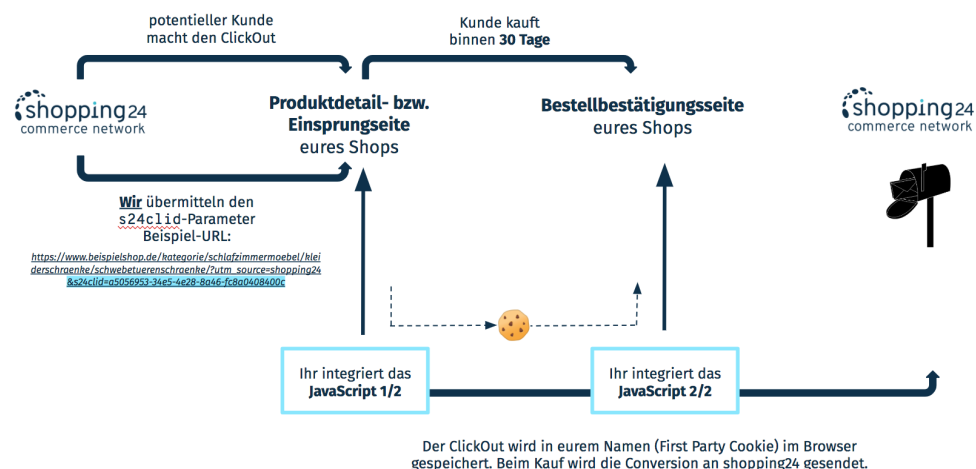 potentieller Kunde
macht den ClickOut
Kunde kauft
binnen 30 Tage
shopping24
commerce network
Produktdetail- bzw.
Einsprungseite
eures Shops
Bestellbestätigungsseite
eures Shops
shopping24
commerce network
Wir übermitteln den
s24clid-Parameter
Beispiel-URL:
https://www.beispielshop.de/kategorie/schlafzimmermoebel/klei
derschraenke/schwebetuerenschraenke/?utm_source=shopping24
&s24clid=a5056953-34e5-4e28-8a46-fc8a0408400c
Ihr integriert das
JavaScript 1/2
Ihr integriert das
JavaScript 2/2
Der ClickOut wird in eurem Namen (First Party Cookie) im Browser
gespeichert. Beim Kauf wird die Conversion an shopping24 gesendet.